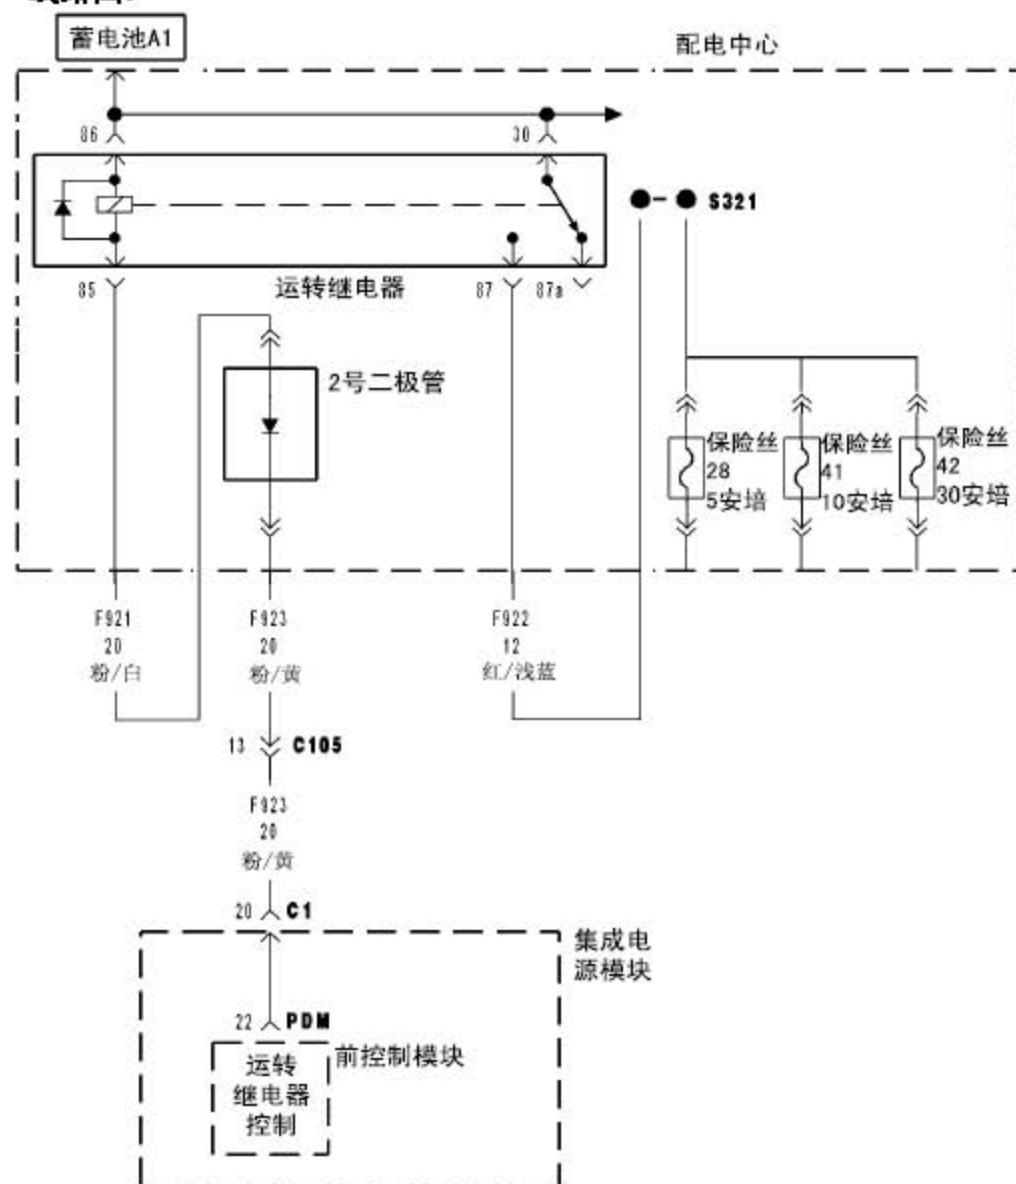 蓄电池A1
配电中心
86
30
S321
85
运转继电器
87
87a
2号二极管
保险丝
28
5安培
保险丝
41
10安培
保险丝
42
30安培
F921
20
粉/白
F923
20
粉/黄
F922
12
红/浅蓝
13
C105
F923
20
粉/黄
20
C1
集成电
源模块
22
PDM
前控制模块
运转
继电器
控制